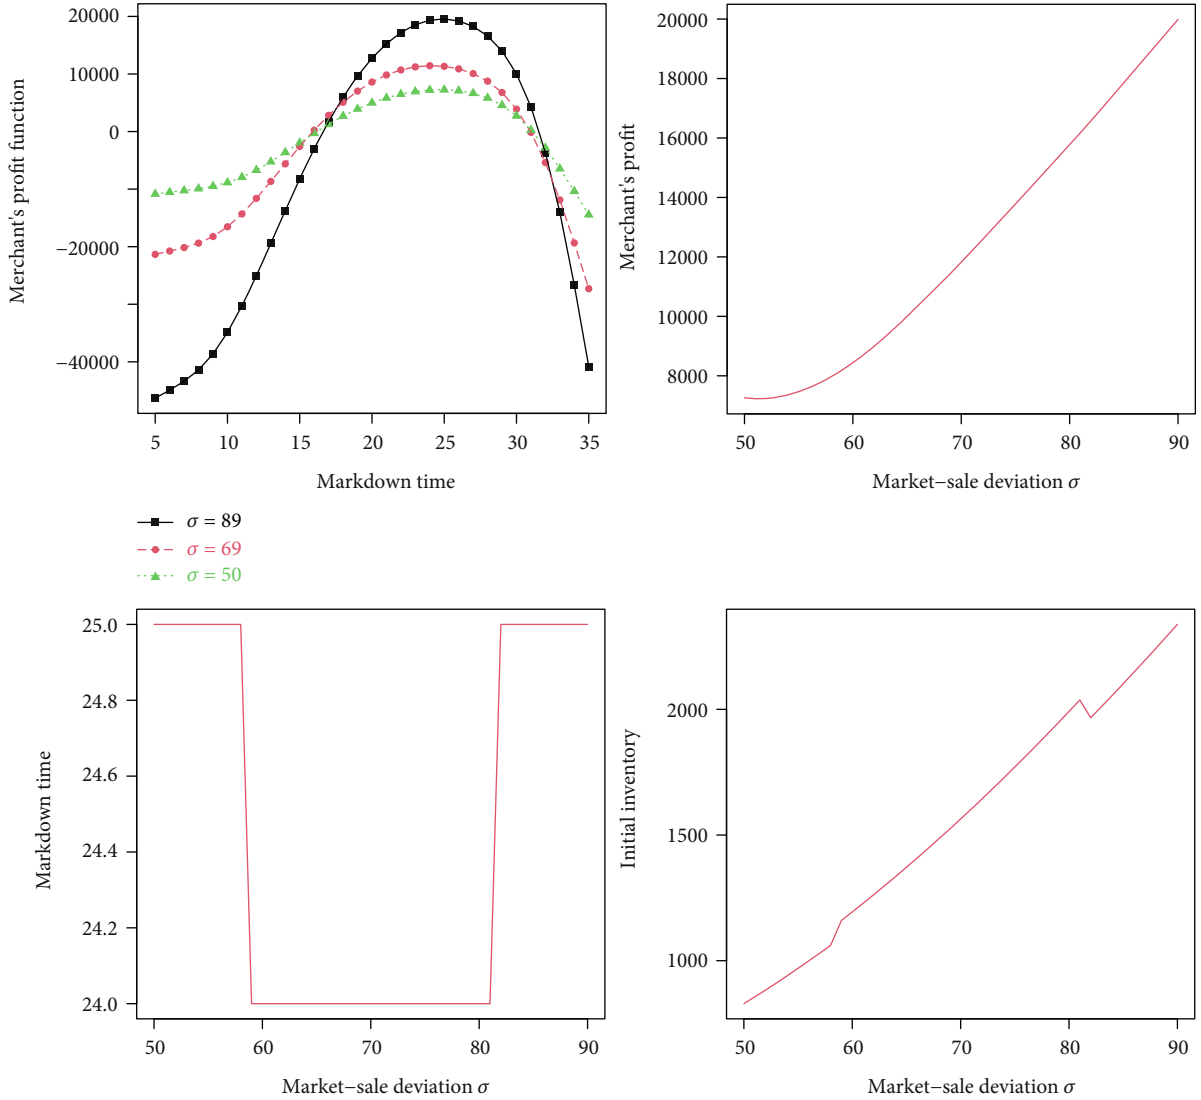 Merchant's profit function
20000
10000
0
−20000
−40000
5 10 15 20 25 30 35
Markdown time
σ = 89
σ = 69
σ = 50
Merchant's profit
20000
18000
16000
14000
12000
10000
8000
50 60 70 80 90
Market−sale deviation σ
Markdown time
25.0
24.8
24.6
24.4
24.2
24.0
50 60 70 80 90
Market−sale deviation σ
Initial inventory
2000
1500
1000
50 60 70 80 90
Market−sale deviation σ